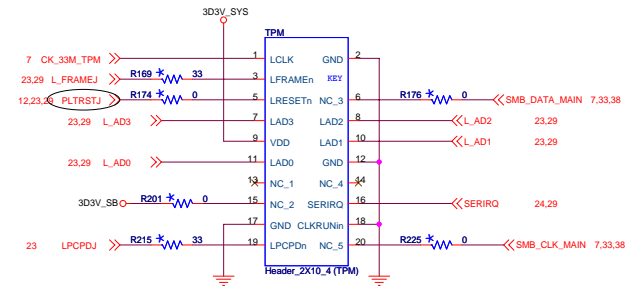 3D3V_SYS
TPM
7 CK_33M_TPM 1 LCLK GND 2
23,29 L_FRAMEJ R169 * 33 3 LFRAMEn KEY
12,23,29 PLTRSTJ R174 * 0 5 LRESETn NC_3 6 R176 * 0 SMB_DATA_MAIN 7,33,38
23,29 L_AD3 7 LAD3 LAD2 8 L_AD2 23,29
9 VDD LAD1 10 L_AD1 23,29
23,29 L_AD0 11 LAD0 GND 12
13 NC_1 NC_4 14
3D3V_SB R201 * 0 15 NC_2 SERIRQ 16 SERIRQ 24,29
17 GND CLKRUNin 18
23 LPCPDJ R215 * 33 19 LPCPDn NC_5 20 R225 * 0 SMB_CLK_MAIN 7,33,38
Header_2X10_4 (TPM)